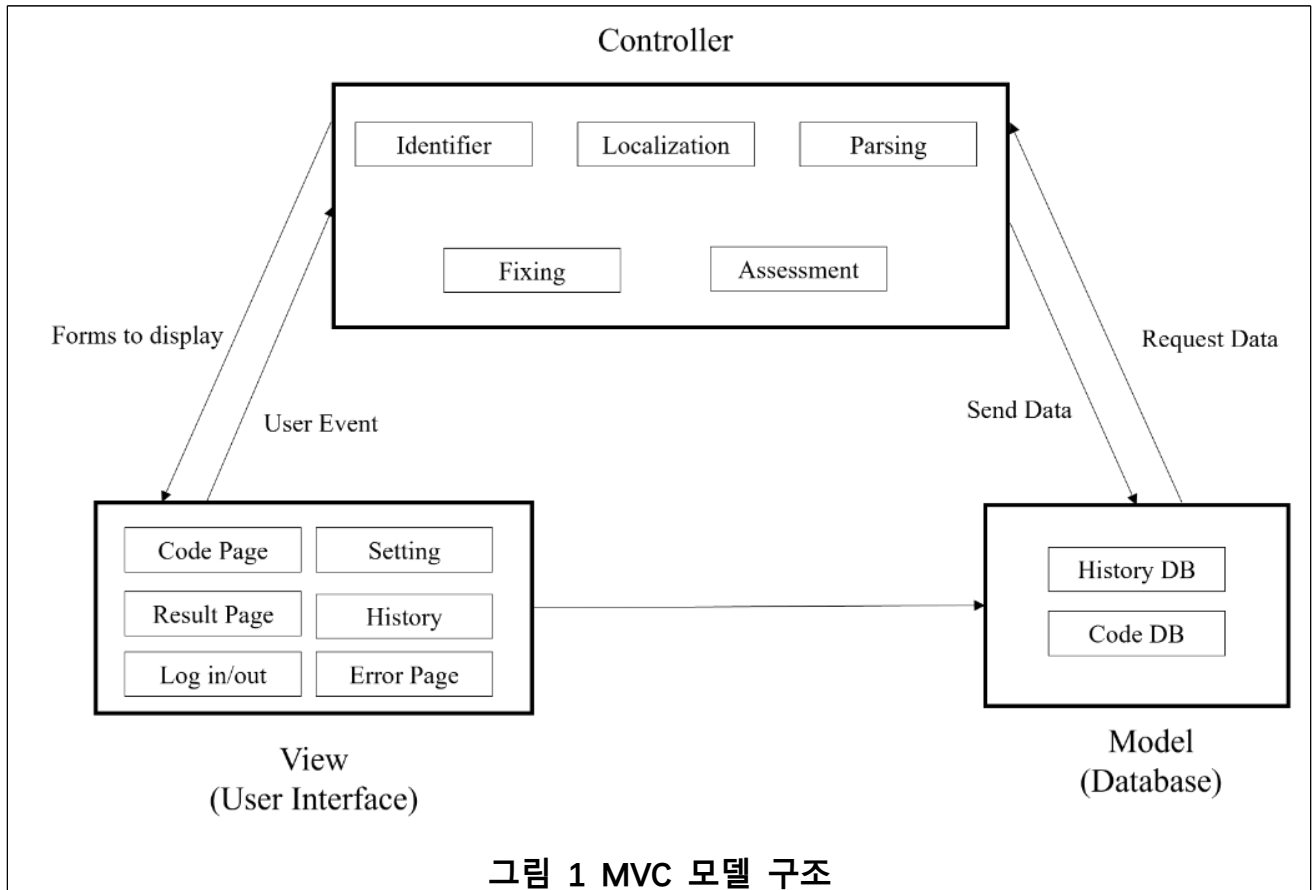 Controller
Identifier
Localization
Parsing
Fixing
Assessment
Forms to display
User Event
Request Data
Send Data
Code Page
Setting
Result Page
History
Log in/out
Error Page
History DB
Code DB
View
(User Interface)
Model
(Database)
그림 1 MVC 모델 구조